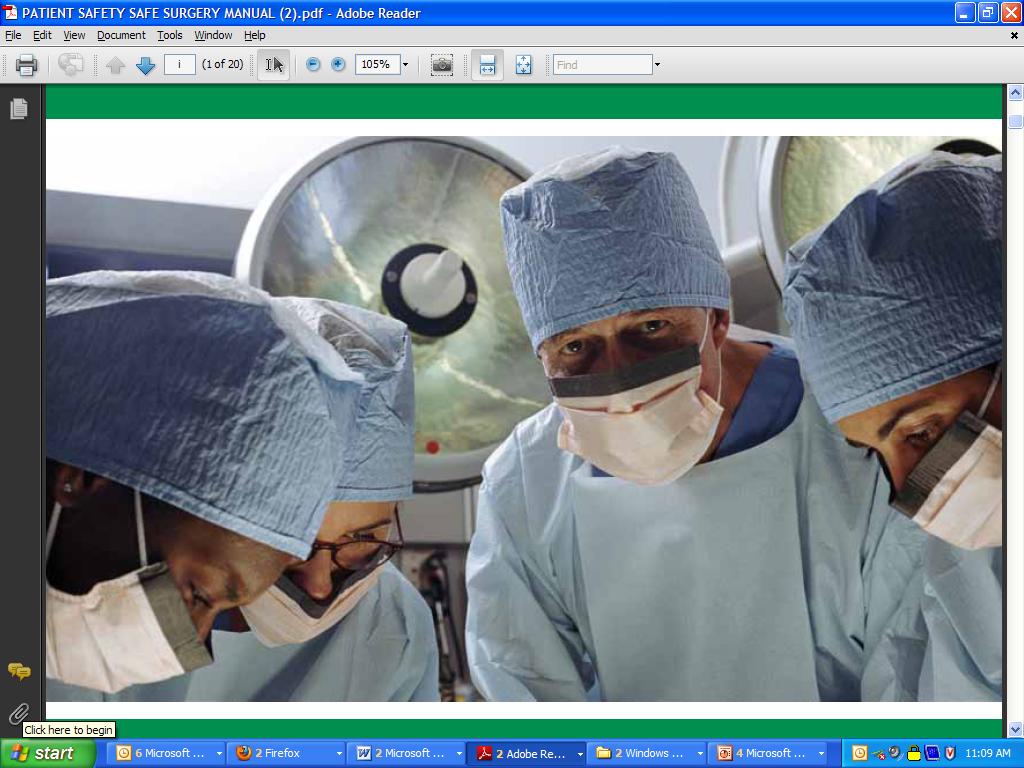 PATIENT SAFETY SAFE SURGERY MANUAL (2).pdf - Adobe Reader
File Edit View Document Tools Window Help
i (1 of 20) 105% Find
Click here to begin
start 6 Microsoft ... 2 Firefox 2 Microsoft ... 2 Adobe Re... 2 Windows ... 4 Microsoft ... 11:09 AM